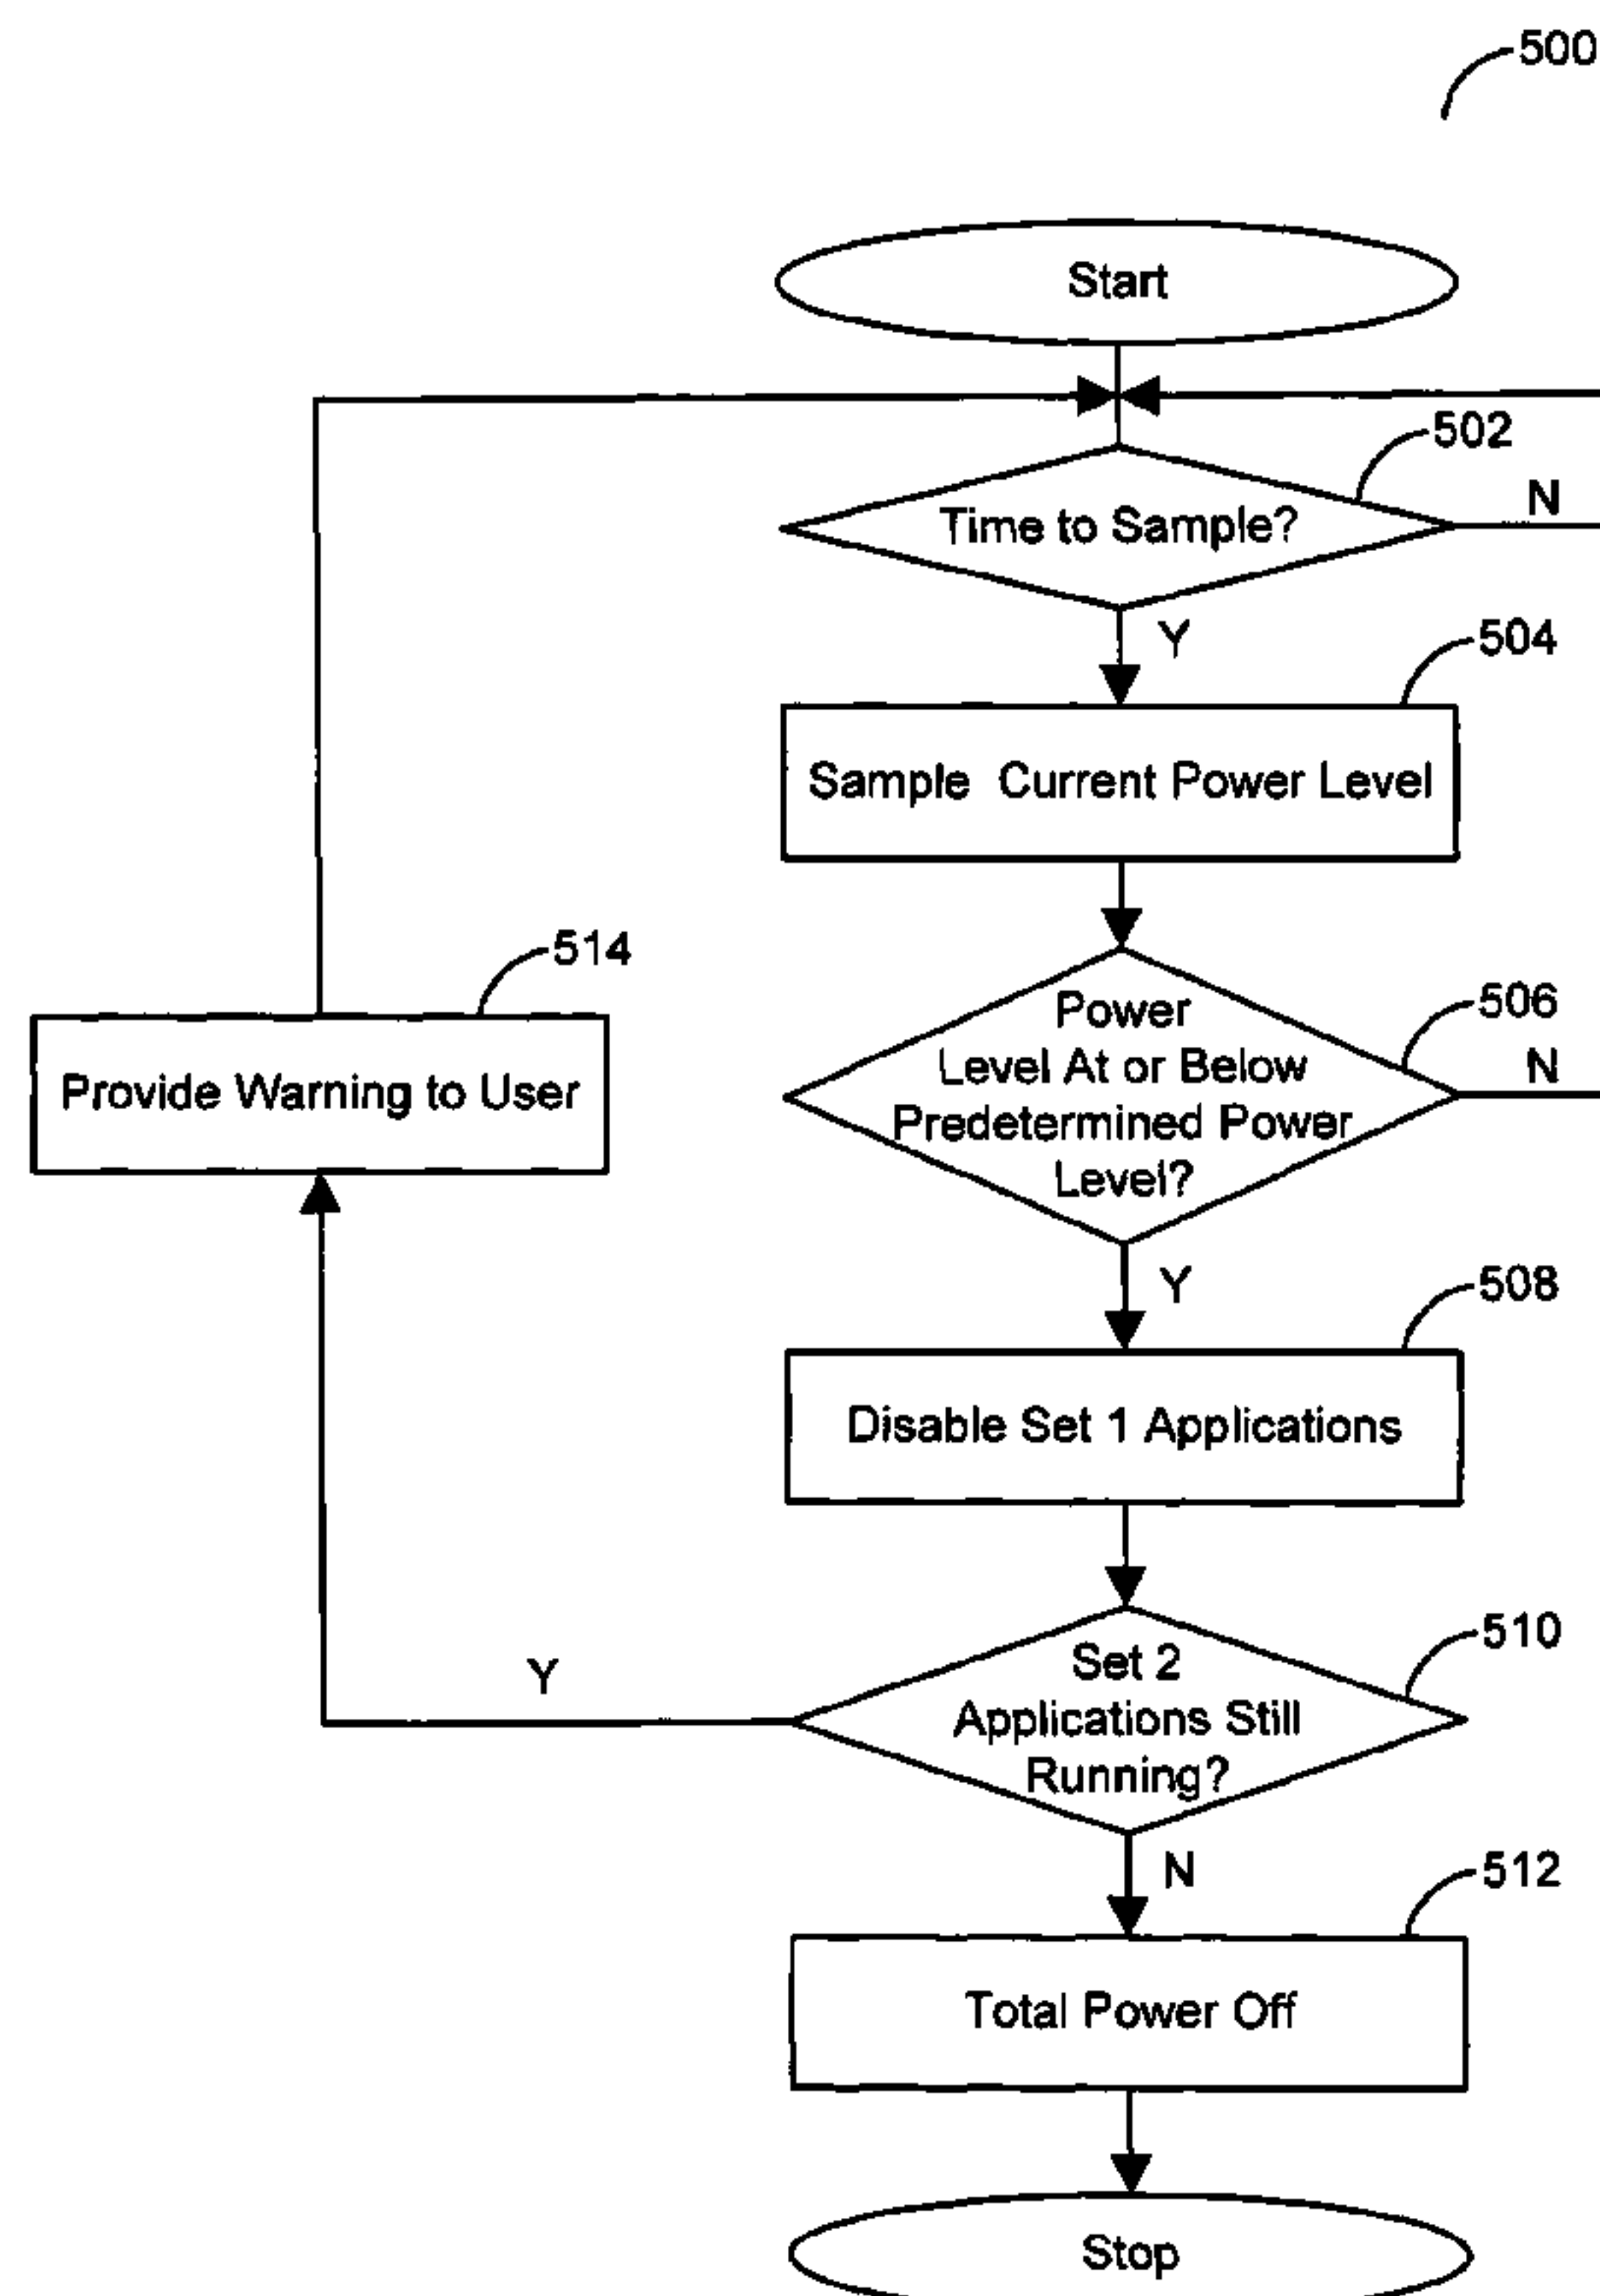 500
Start
502
Time to Sample?
N
Y
504
Sample Current Power Level
514
Provide Warning to User
506
Power
Level At or Below
Predetermined Power
Level?
N
Y
508
Disable Set 1 Applications
510
Set 2
Applications Still
Running?
Y
N
512
Total Power Off
Stop